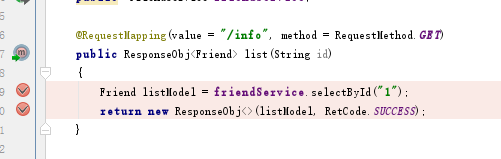 @RequestMapping(value = "/info", method = RequestMethod.GET)
public ResponseObj<Friend> list(String id)
{
Friend listModel = friendService.selectById("1");
return new ResponseObj<>(listModel, RetCode.SUCCESS);
}